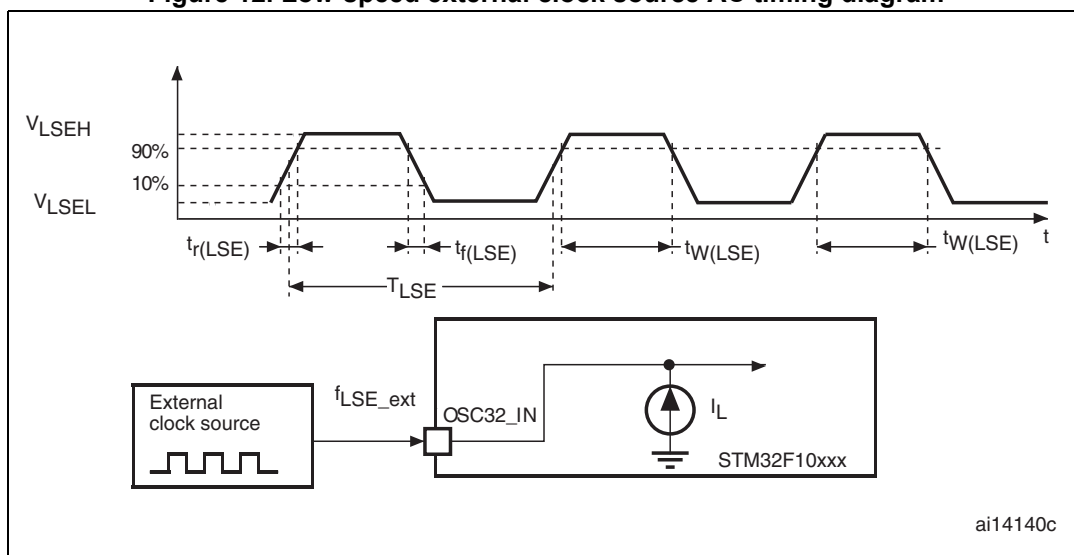 Figure 12. Low-speed external clock source AC timing diagram
VLSEH
90%
10%
VLSEL
tr(LSE)
tf(LSE)
tW(LSE)
tW(LSE)
t
TLSE
fLSE_ext
External
clock source
OSC32_IN
IL
STM32F10xxx
ai14140c